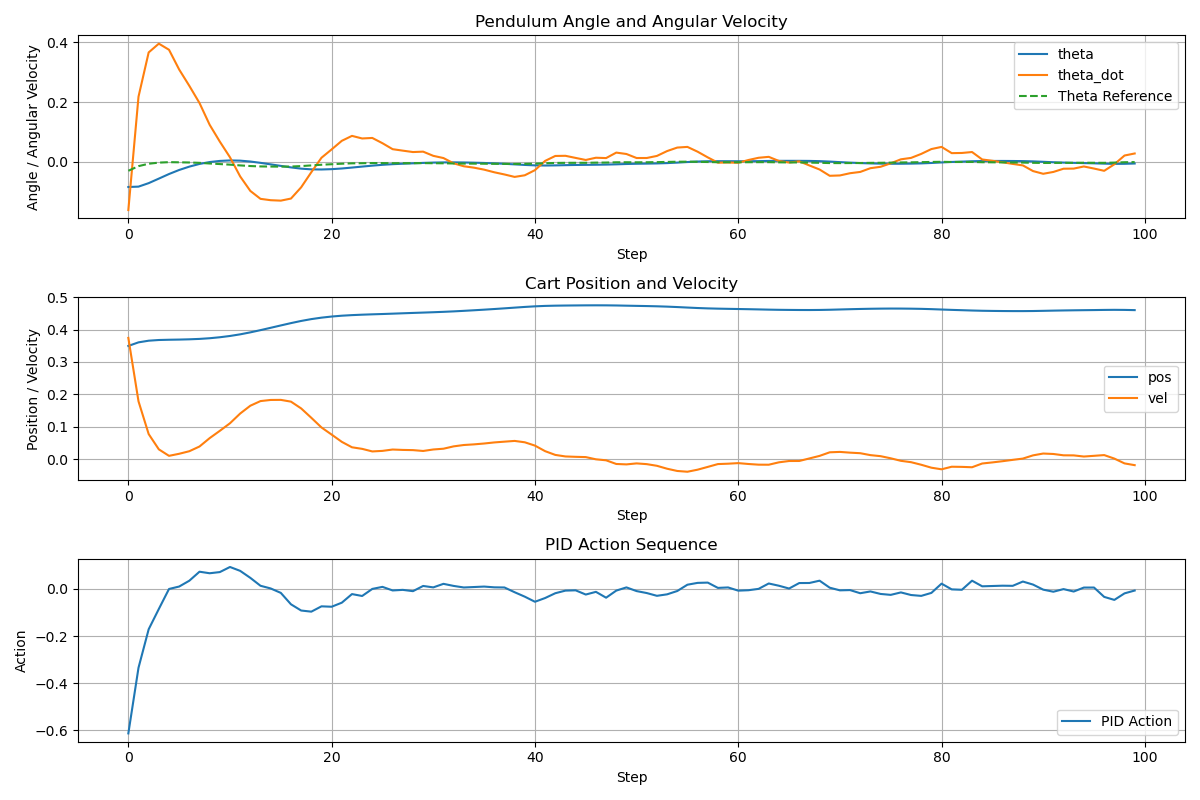 Pendulum Angle and Angular Velocity
Angle / Angular Velocity
0.4
0.2
0.0
theta
theta_dot
Theta Reference
0 20 40 60 80 100
Step
Cart Position and Velocity
Position / Velocity
0.5
0.4
0.3
0.2
0.1
0.0
pos
vel
0 20 40 60 80 100
Step
PID Action Sequence
Action
0.0
−0.2
−0.4
−0.6
PID Action
0 20 40 60 80 100
Step